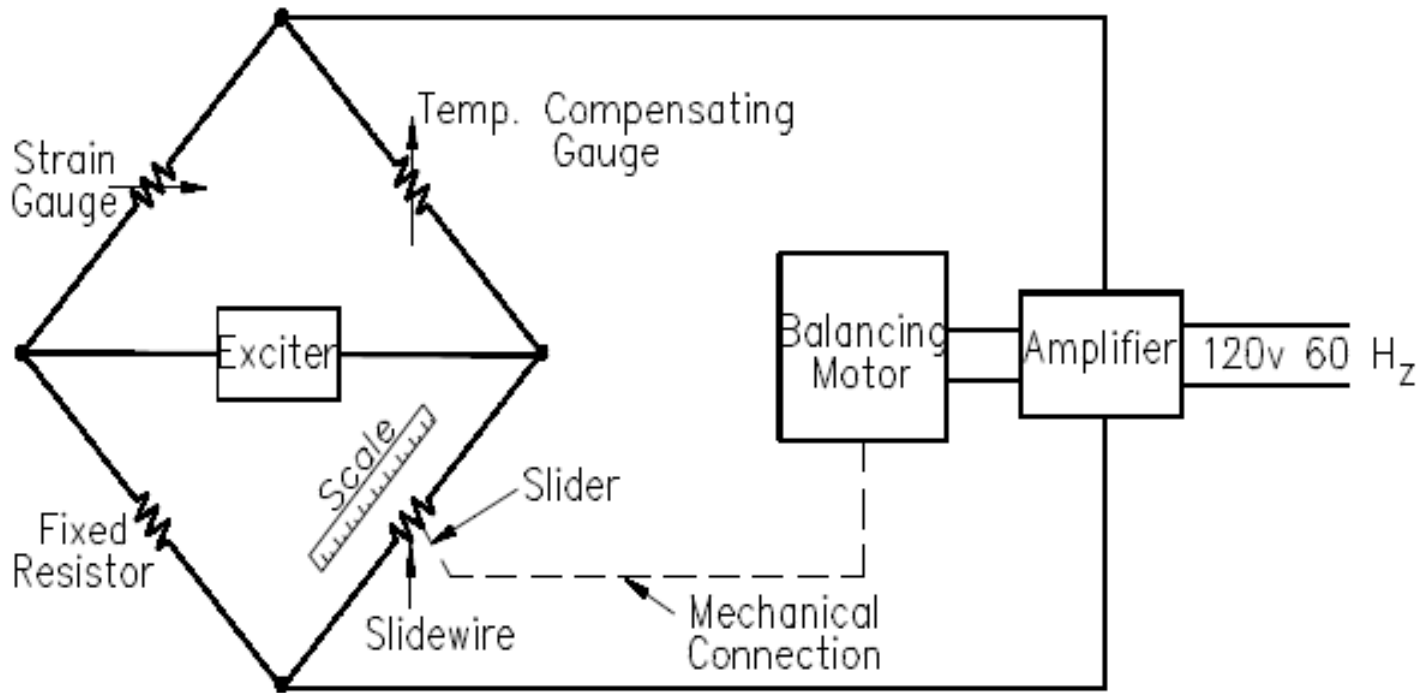 Temp. Compensating
Gauge
Strain
Gauge
Exciter
Balancing
Motor
Amplifier
120v 60 Hz
Scale
Slider
Fixed
Resistor
Slidewire
Mechanical
Connection